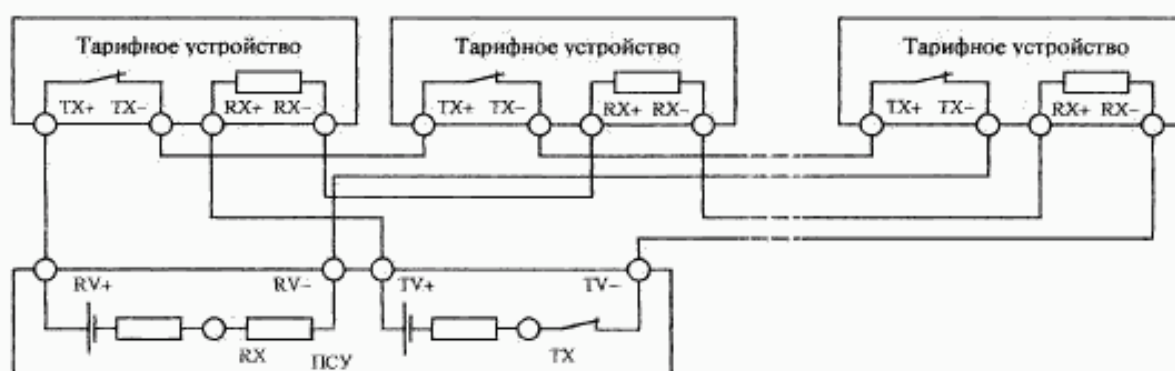 Тарифное устройство Тарифное устройство Тарифное устройство
TX+ TX− RX+ RX− TX+ TX− RX+ RX− TX+ TX− RX+ RX−
RV+ RV− TV+ TV−
RX ПСУ TX